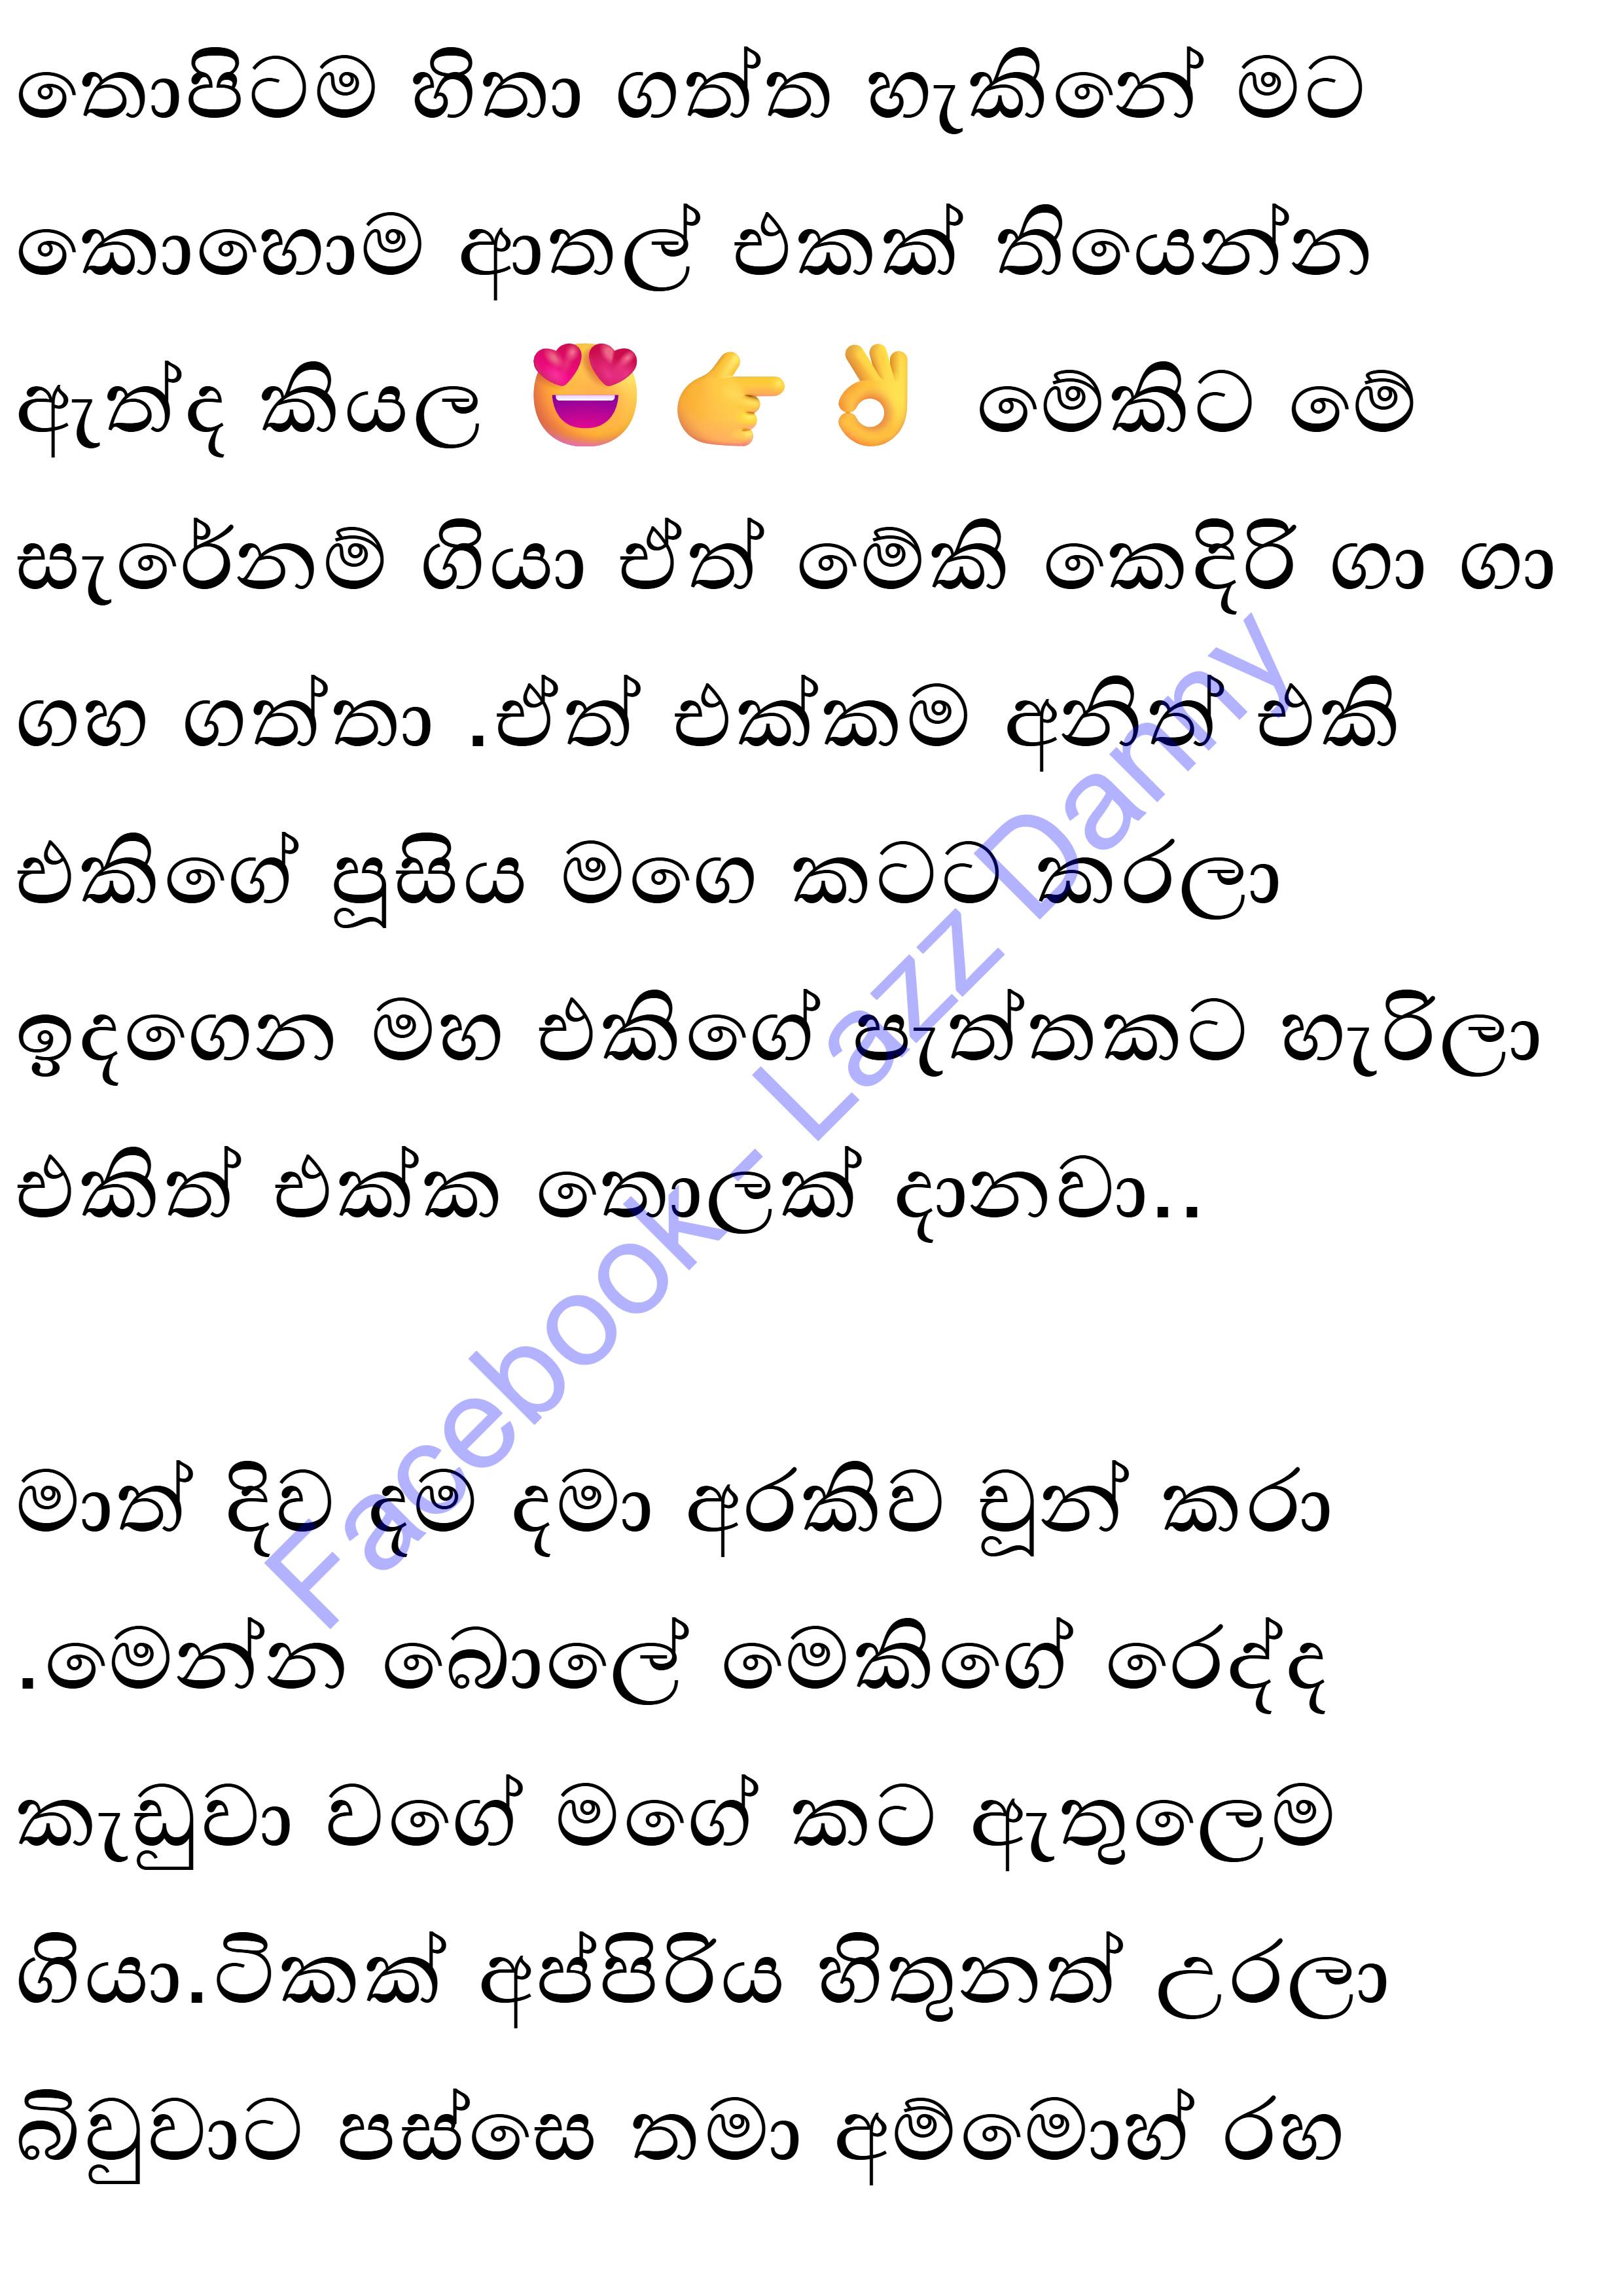 තොපිටම හිතා ගත්ත හැකිනේ මට
කොහොම ආතල් එකක් තියෙන්න
ඇත්ද කියල 😍 👉 👌 මේකිට මේ
සැරේනම් ගියා ඒත් මේකි කෙදිරි ගා ගා
ගහ ගත්තා .ඒත් එක්කම අනිත් එකි
එකිගේ පූසිය මගෙ කටට කරලා
ඉදගෙන මහ එකිගේ පැත්තකට හැරිලා
එකිත් එක්ක තොලක් දානවා..
මාත් දිව දම දමා අරකිව චූන් කරා
.මෙන්න බොලේ මෙකිගේ රෙද්ද
කැඩුවා වගේ මගේ කට ඇතුලෙම
ගියා.ටිකක් අප්පිරිය හිතුනත් උරලා
බිවුවාට පස්සෙ තමා අම්මොහ් රහ
Facebook - Lazz Danny